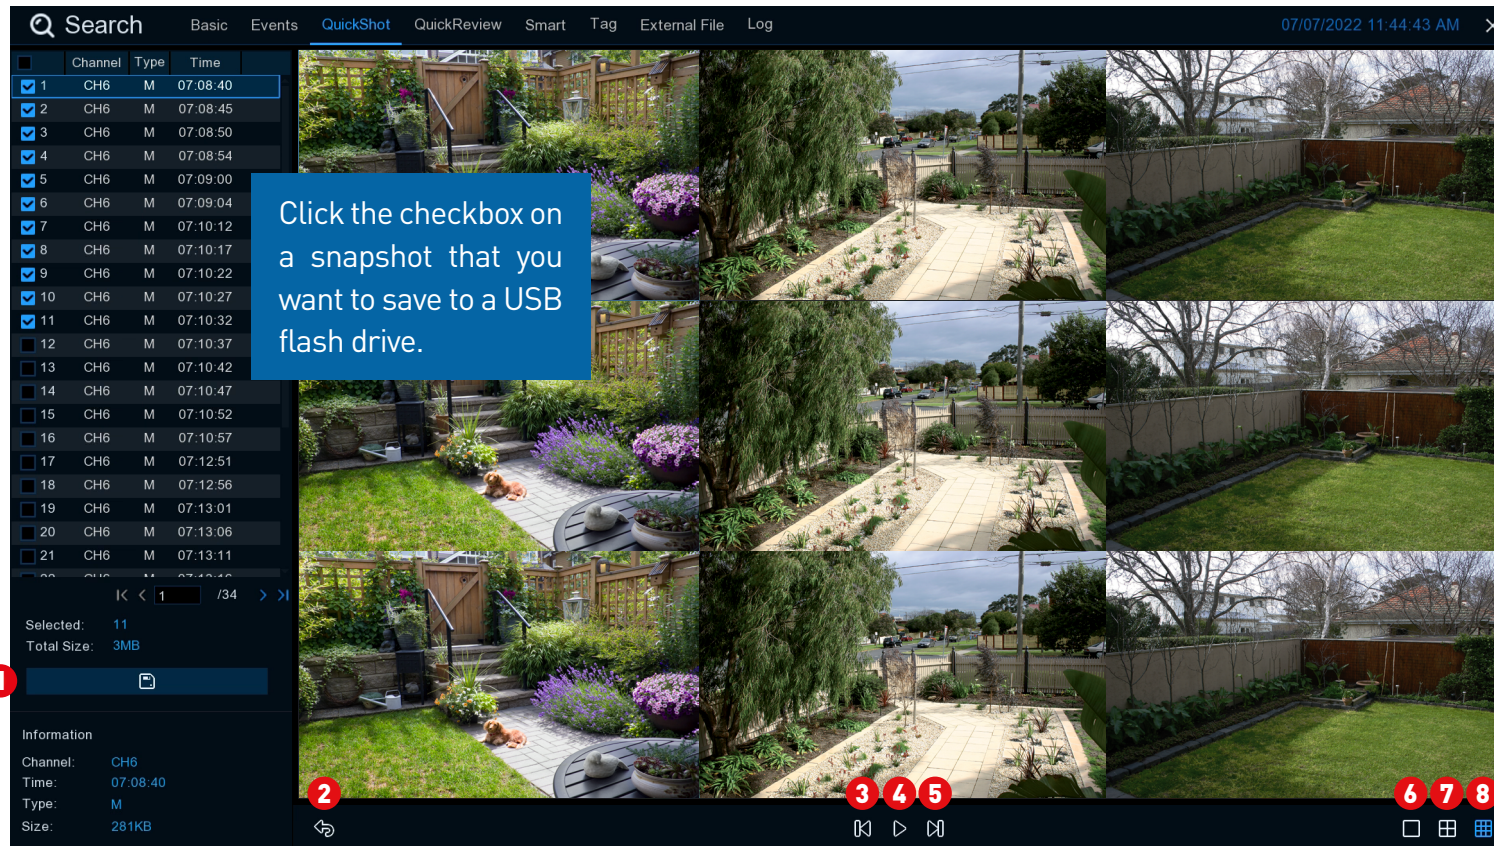 Search Basic Events QuickShot QuickReview Smart Tag External File Log 07/07/2022 11:44:43 AM
Channel Type Time
1 CH6 M 07:08:40
2 CH6 M 07:08:45
3 CH6 M 07:08:50
4 CH6 M 07:08:54
5 CH6 M 07:09:00
6 CH6 M 07:09:04
7 CH6 M 07:10:12
8 CH6 M 07:10:17
9 CH6 M 07:10:22
10 CH6 M 07:10:27
11 CH6 M 07:10:32
12 CH6 M 07:10:37
13 CH6 M 07:10:42
14 CH6 M 07:10:47
15 CH6 M 07:10:52
16 CH6 M 07:10:57
17 CH6 M 07:12:51
18 CH6 M 07:12:56
19 CH6 M 07:13:01
20 CH6 M 07:13:06
21 CH6 M 07:13:11
Click the checkbox on
a snapshot that you
want to save to a USB
flash drive.
1 /34
Selected: 11
Total Size: 3MB
1
Information
Channel: CH6
Time: 07:08:40
Type: M
Size: 281KB
2 3 4 5 6 7 8